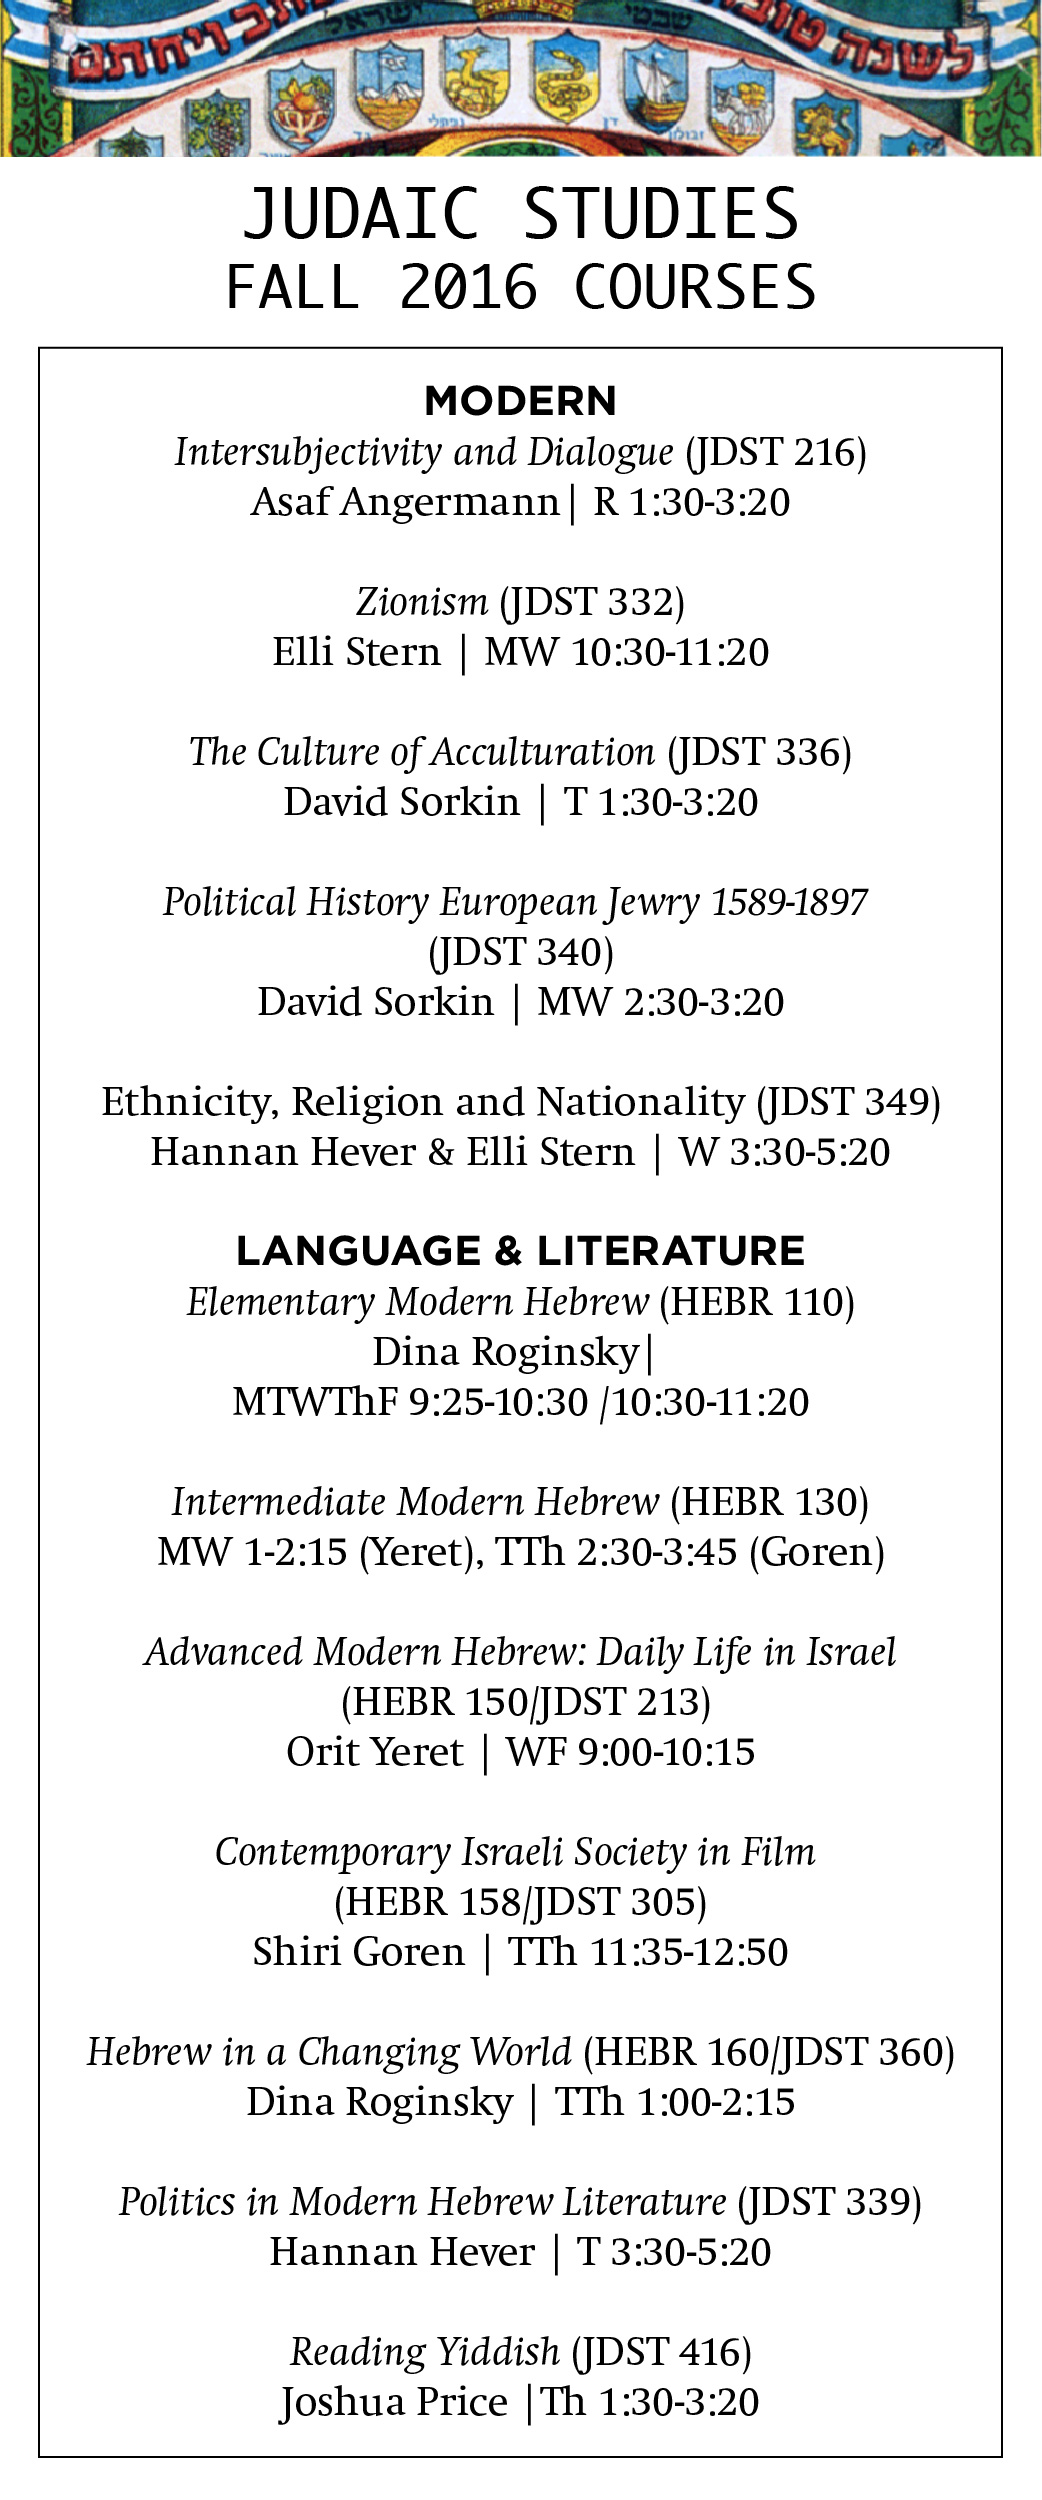 לשנה טובה תכתבו ותחתם
שבטי ישראל
נפתלי
דן
זבולון
גד
JUDAIC STUDIES
FALL 2016 COURSES
MODERN
Intersubjectivity and Dialogue (JDST 216)
Asaf Angermann| R 1:30-3:20
Zionism (JDST 332)
Elli Stern | MW 10:30-11:20
The Culture of Acculturation (JDST 336)
David Sorkin | T 1:30-3:20
Political History European Jewry 1589-1897
(JDST 340)
David Sorkin | MW 2:30-3:20
Ethnicity, Religion and Nationality (JDST 349)
Hannan Hever & Elli Stern | W 3:30-5:20
LANGUAGE & LITERATURE
Elementary Modern Hebrew (HEBR 110)
Dina Roginsky|
MTWThF 9:25-10:30 /10:30-11:20
Intermediate Modern Hebrew (HEBR 130)
MW 1-2:15 (Yeret), TTh 2:30-3:45 (Goren)
Advanced Modern Hebrew: Daily Life in Israel
(HEBR 150/JDST 213)
Orit Yeret | WF 9:00-10:15
Contemporary Israeli Society in Film
(HEBR 158/JDST 305)
Shiri Goren | TTh 11:35-12:50
Hebrew in a Changing World (HEBR 160/JDST 360)
Dina Roginsky | TTh 1:00-2:15
Politics in Modern Hebrew Literature (JDST 339)
Hannan Hever | T 3:30-5:20
Reading Yiddish (JDST 416)
Joshua Price |Th 1:30-3:20